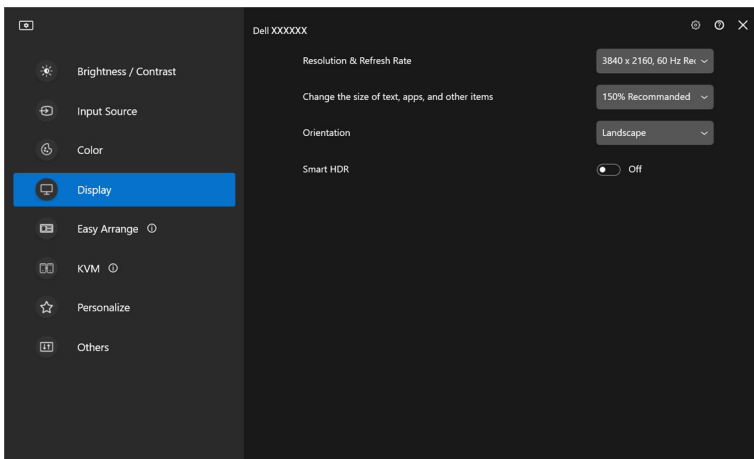 Dell XXXXXX
Brightness / Contrast
Input Source
Color
Display
Easy Arrange
KVM
Personalize
Others
Resolution & Refresh Rate
3840 x 2160, 60 Hz Rec
Change the size of text, apps, and other items
150% Recommanded
Orientation
Landscape
Smart HDR
Off